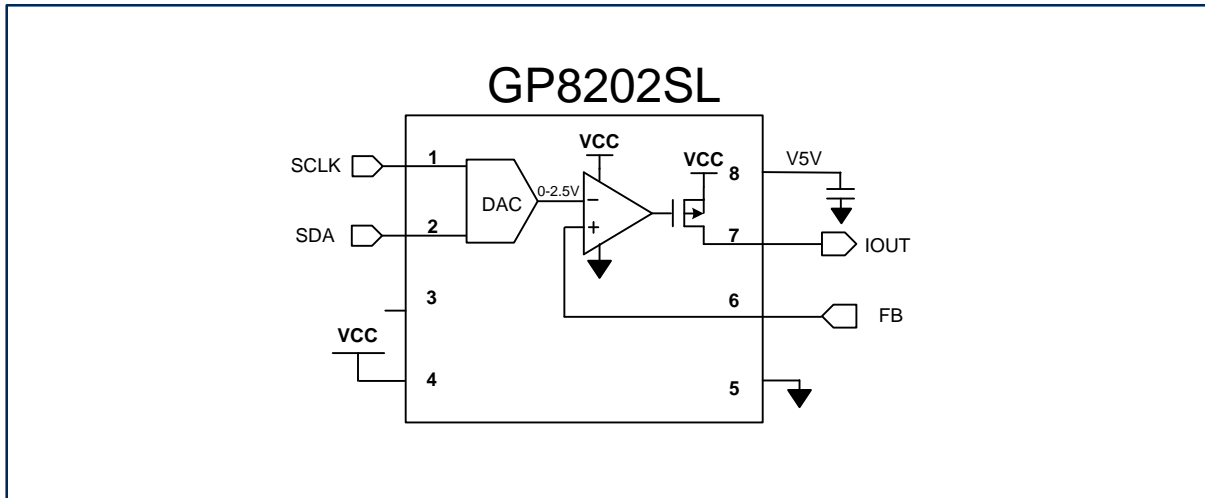 GP8202SL
VCC
VCC
SCLK
1
8
V5V
DAC
0-2.5V
−
SDA
2
+
7
IOUT
3
6
FB
VCC
4
5